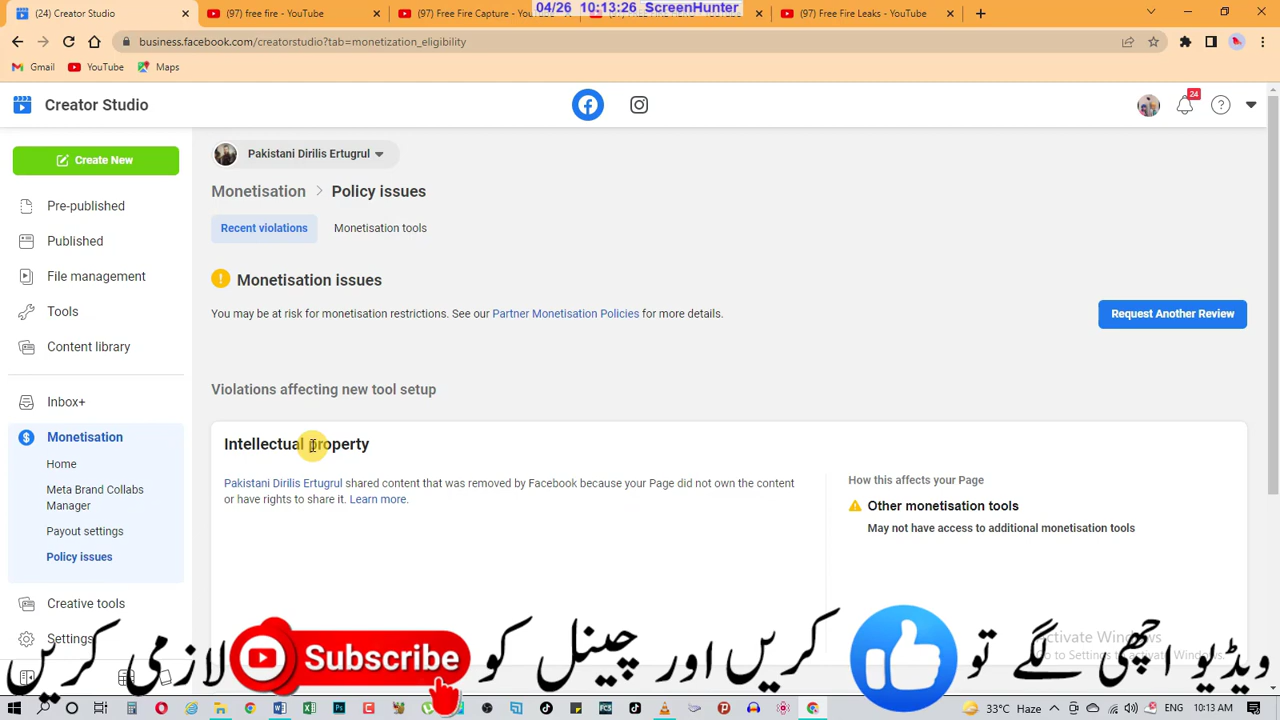 04/26 10:13:26 ScreenHunter
(24) Creator Studio
(97) free fire - YouTube
(97) Free Fire Capture - YouTube
(97) Free Fire Leaks - YouTube
business.facebook.com/creatorstudio?tab=monetization_eligibility
Gmail
YouTube
Maps
Creator Studio
24
Create New
Pre-published
Published
File management
Tools
Content library
Inbox+
Monetisation
Home
Meta Brand Collabs
Manager
Payout settings
Policy issues
Creative tools
Settings
Pakistani Dirilis Ertugrul
Monetisation > Policy issues
Recent violations
Monetisation tools
Monetisation issues
You may be at risk for monetisation restrictions. See our Partner Monetisation Policies for more details.
Request Another Review
Violations affecting new tool setup
Intellectual property
Pakistani Dirilis Ertugrul shared content that was removed by Facebook because your Page did not own the content
or have rights to share it. Learn more.
How this affects your Page
Other monetisation tools
May not have access to additional monetisation tools
Activate Windows
Go to Settings to activate Windows.
ویڈیو اچھی لگے تو کریں اور چینل کو Subscribe لازمی کریں
33°C Haze
10:13 AM